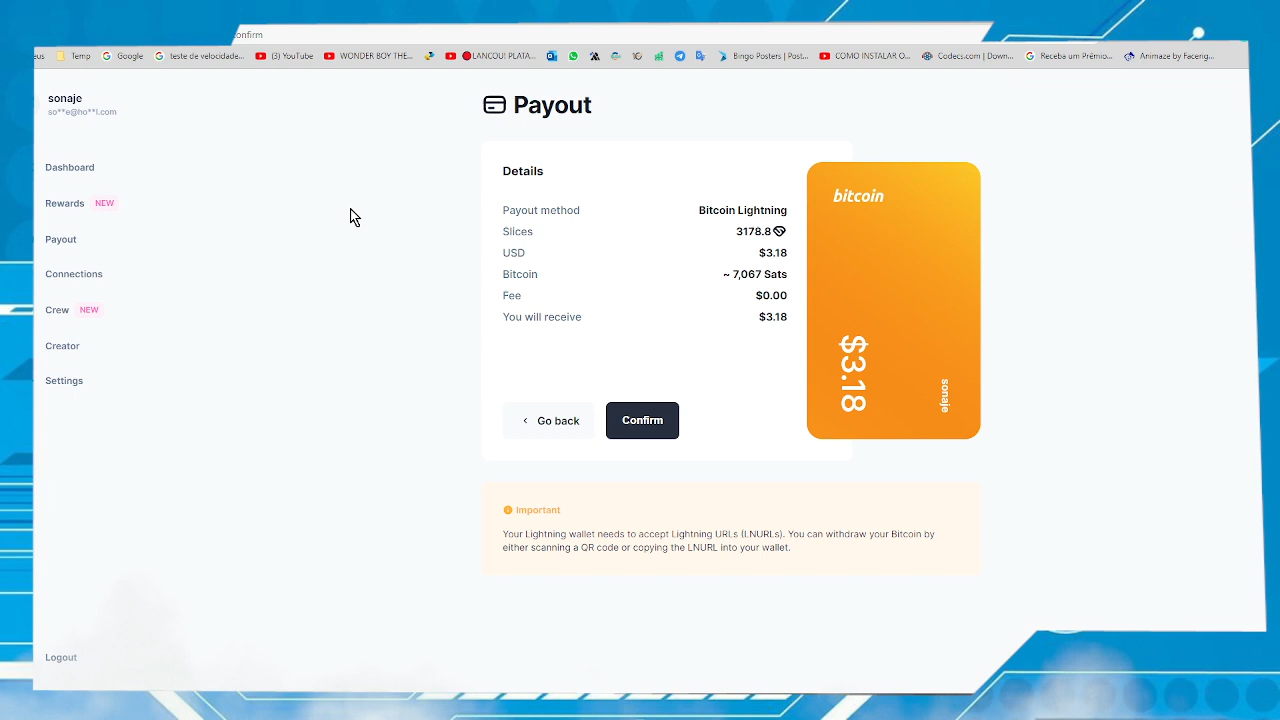 onfirm
eus
Temp
Google
teste de velocidade...
(3) YouTube
WONDER BOY THE...
LANCOU! PLATA...
Bingo Posters | Post...
COMO INSTALAR O...
Codecs.com | Down...
Receba um Prêmio...
Animaze by Faceng...
sonaje
so**e@ho**l.com
Dashboard
Rewards NEW
Payout
Connections
Crew NEW
Creator
Settings
Logout
Payout
Details
Payout method Bitcoin Lightning
Slices 3178.8
USD $3.18
Bitcoin ~ 7,067 Sats
Fee $0.00
You will receive $3.18
Go back
Confirm
bitcoin
$3.18
sonaje
Important
Your Lightning wallet needs to accept Lightning URLs (LNURLs). You can withdraw your Bitcoin by
either scanning a QR code or copying the LNURL into your wallet.